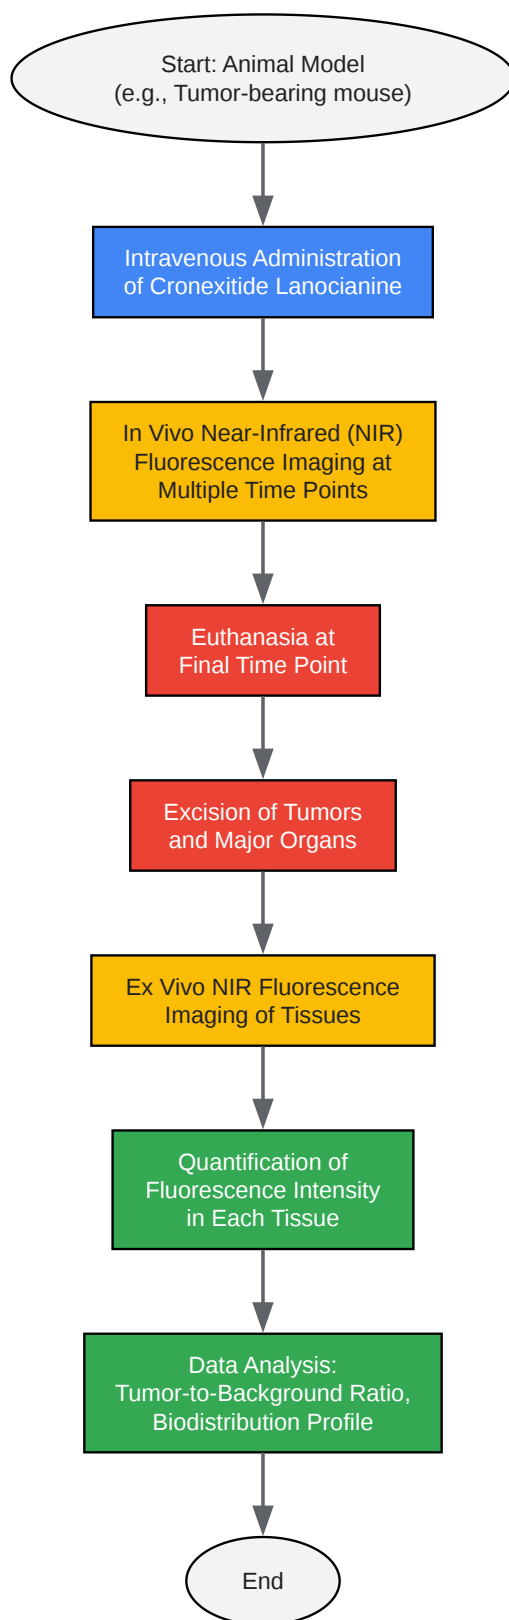 Start: Animal Model
(e.g., Tumor-bearing mouse)
Intravenous Administration
of Cronexitide Lanocianine
In Vivo Near-Infrared (NIR)
Fluorescence Imaging at
Multiple Time Points
Euthanasia at
Final Time Point
Excision of Tumors
and Major Organs
Ex Vivo NIR Fluorescence
Imaging of Tissues
Quantification of
Fluorescence Intensity
in Each Tissue
Data Analysis:
Tumor-to-Background Ratio,
Biodistribution Profile
End